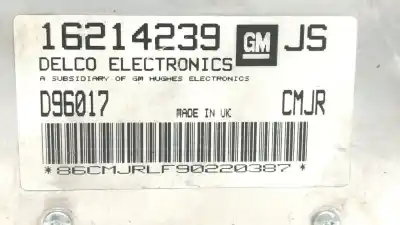 16214239 GM JS
DELCO ELECTRONICS
A SUBSIDIARY OF GM HUGHES ELECTRONICS
D96017 MADE IN UK CMJR
*86CMJRLF90220387*